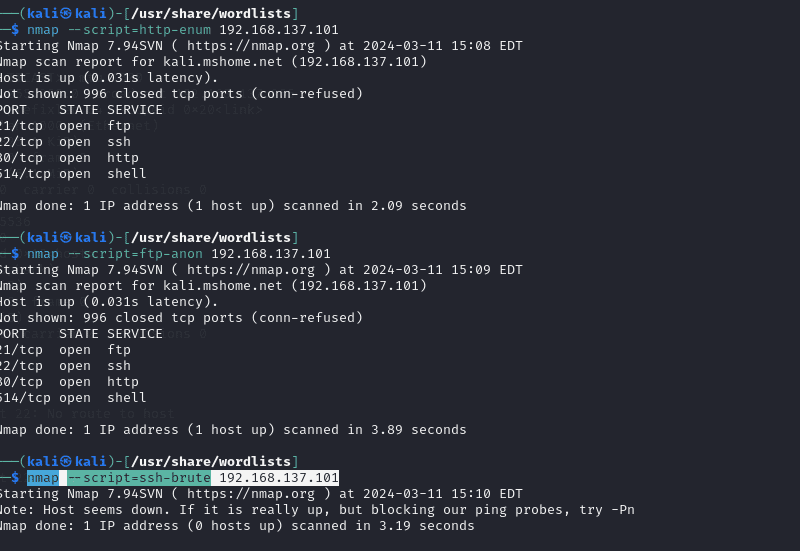 ──(kali㉿kali)-[/usr/share/wordlists]
─$ nmap --script=http-enum 192.168.137.101
Starting Nmap 7.94SVN ( https://nmap.org ) at 2024-03-11 15:08 EDT
Nmap scan report for kali.mshome.net (192.168.137.101)
Host is up (0.031s latency).
Not shown: 996 closed tcp ports (conn-refused)
PORT    STATE SERVICE
21/tcp  open  ftp
22/tcp  open  ssh
80/tcp  open  http
514/tcp open  shell
Nmap done: 1 IP address (1 host up) scanned in 2.09 seconds
──(kali㉿kali)-[/usr/share/wordlists]
─$ nmap --script=ftp-anon 192.168.137.101
Starting Nmap 7.94SVN ( https://nmap.org ) at 2024-03-11 15:09 EDT
Nmap scan report for kali.mshome.net (192.168.137.101)
Host is up (0.031s latency).
Not shown: 996 closed tcp ports (conn-refused)
PORT    STATE SERVICE
21/tcp  open  ftp
22/tcp  open  ssh
80/tcp  open  http
514/tcp open  shell
Nmap done: 1 IP address (1 host up) scanned in 3.89 seconds
──(kali㉿kali)-[/usr/share/wordlists]
─$ nmap --script=ssh-brute 192.168.137.101
Starting Nmap 7.94SVN ( https://nmap.org ) at 2024-03-11 15:10 EDT
Note: Host seems down. If it is really up, but blocking our ping probes, try -Pn
Nmap done: 1 IP address (0 hosts up) scanned in 3.19 seconds